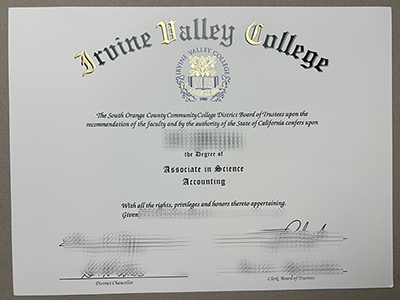 Irvine Valley College
IRVINE VALLEY COLLEGE
1985
The South Orange County Community College District Board of Trustees upon the
recommendation of the faculty and by the authority of the State of California confers upon
the Degree of
Associate in Science
Accounting
With all the rights, privileges and honors thereto appertaining.
Given
District Chancellor
Clerk, Board of Trustees